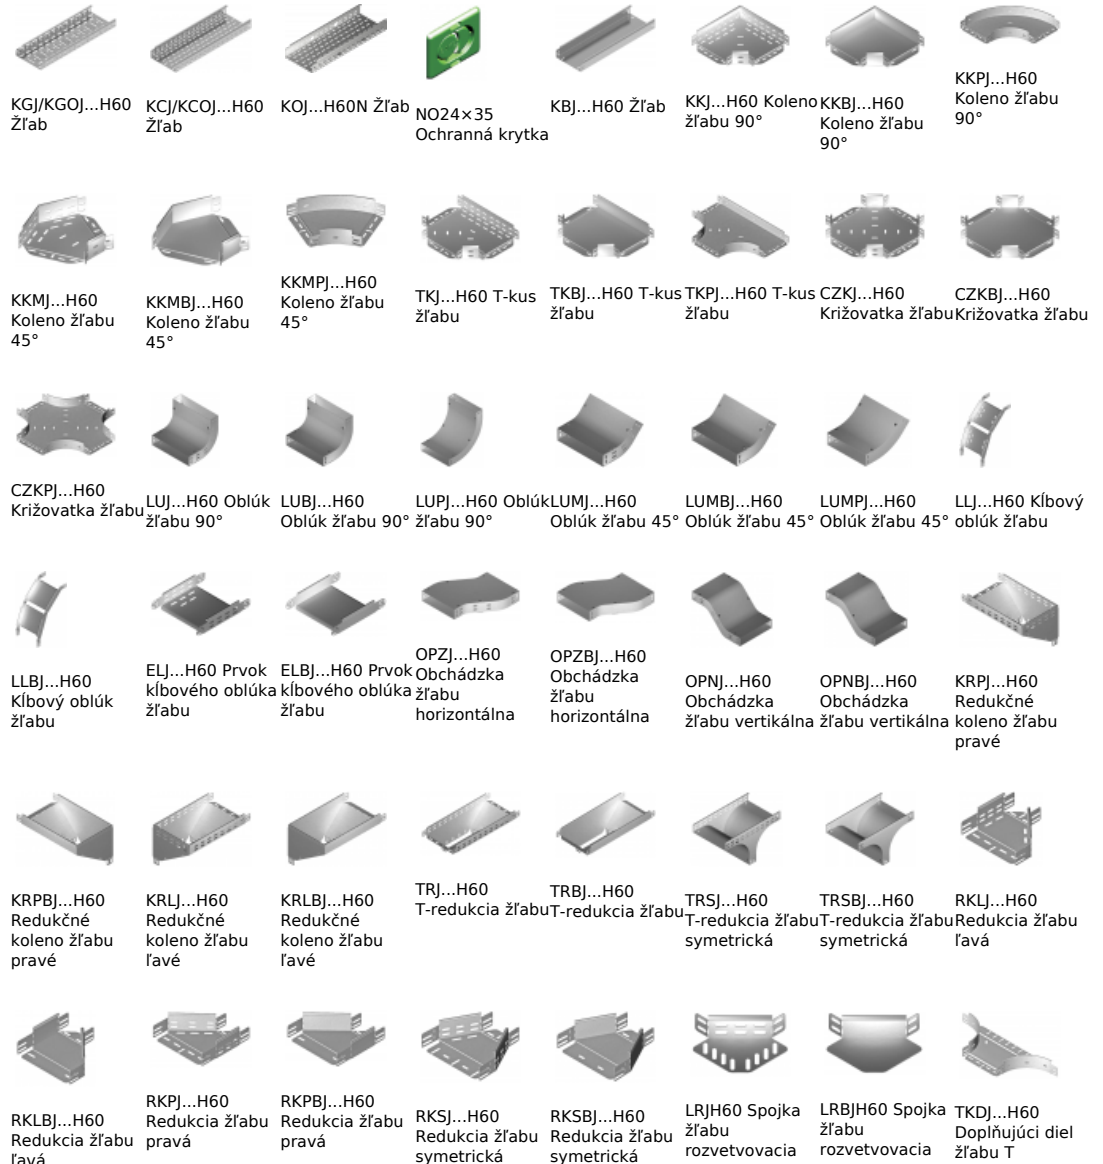 KGJ/KGOJ...H60
Žľab
KCJ/KCOJ...H60
Žľab
KOJ...H60N Žľab
NO24×35
Ochranná krytka
KBJ...H60 Žľab
KKJ...H60 Koleno
žľabu 90°
KKBJ...H60
Koleno žľabu
90°
KKPJ...H60
Koleno žľabu
90°
KKMJ...H60
Koleno žľabu
45°
KKMBJ...H60
Koleno žľabu
45°
KKMPJ...H60
Koleno žľabu
45°
TKJ...H60 T-kus
žľabu
TKBJ...H60 T-kus
žľabu
TKPJ...H60 T-kus
žľabu
CZKJ...H60
Križovatka žľabu
CZKBJ...H60
Križovatka žľabu
CZKPJ...H60
Križovatka žľabu
LUJ...H60 Oblúk
žľabu 90°
LUBJ...H60
Oblúk žľabu 90°
LUPJ...H60 Oblúk
žľabu 90°
LUMJ...H60
Oblúk žľabu 45°
LUMBJ...H60
Oblúk žľabu 45°
LUMPJ...H60
Oblúk žľabu 45°
LLJ...H60 Kĺbový
oblúk žľabu
LLBJ...H60
Kĺbový oblúk
žľabu
ELJ...H60 Prvok
kĺbového oblúka
žľabu
ELBJ...H60 Prvok
kĺbového oblúka
žľabu
OPZJ...H60
Obchádzka
žľabu
horizontálna
OPZBJ...H60
Obchádzka
žľabu
horizontálna
OPNJ...H60
Obchádzka
žľabu vertikálna
OPNBJ...H60
Obchádzka
žľabu vertikálna
KRPJ...H60
Redukčné
koleno žľabu
pravé
KRPBJ...H60
Redukčné
koleno žľabu
pravé
KRLJ...H60
Redukčné
koleno žľabu
ľavé
KRLBJ...H60
Redukčné
koleno žľabu
ľavé
TRJ...H60
T-redukcia žľabu
TRBJ...H60
T-redukcia žľabu
TRSJ...H60
T-redukcia žľabu
symetrická
TRSBJ...H60
T-redukcia žľabu
symetrická
RKLJ...H60
Redukcia žľabu
ľavá
RKLBJ...H60
Redukcia žľabu
ľavá
RKPJ...H60
Redukcia žľabu
pravá
RKPBJ...H60
Redukcia žľabu
pravá
RKSJ...H60
Redukcia žľabu
symetrická
RKSBJ...H60
Redukcia žľabu
symetrická
LRJH60 Spojka
žľabu
rozvetvovacia
LRBJH60 Spojka
žľabu
rozvetvovacia
TKDJ...H60
Doplňujúci diel
žľabu T